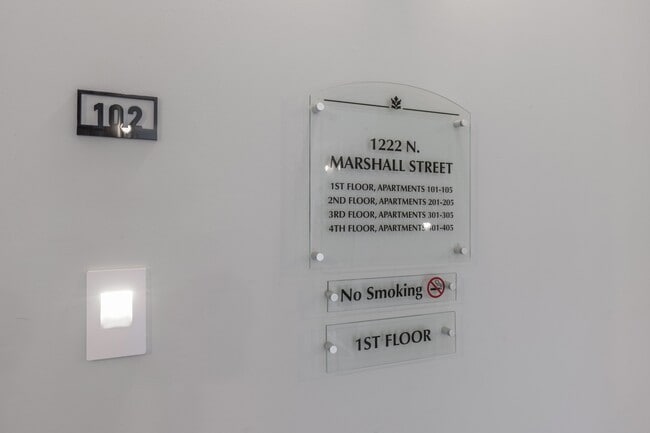 102
1222 N.
MARSHALL STREET
1ST FLOOR, APARTMENTS 101-105
2ND FLOOR, APARTMENTS 201-205
3RD FLOOR, APARTMENTS 301-305
4TH FLOOR, APARTMENTS 401-405
No Smoking
1ST FLOOR